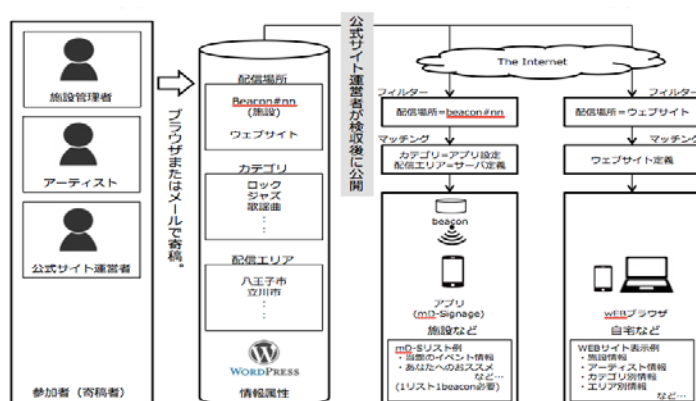 施設管理者
アーティスト
公式サイト運営者
参加者（寄稿者）
ブラウザまたはメールで寄稿。
配信場所
Beacon#nn
(施設)
ウェブサイト
カテゴリ
ロック
ジャズ
歌謡曲
:
:
配信エリア
八王子市
立川市
:
:
WORDPRESS
情報属性
公式サイト運営者が検収後に公開
The Internet
フィルター
配信場所=beacon#nn
マッチング
カテゴリ=アプリ設定
配信エリア=サーバ定義
beacon
アプリ
(mD-Signage)
施設など
mD-Sリスト例
・当館のイベント情報
・あなたへのおススメ
など…
(1リスト1beacon必要)
フィルター
配信場所=ウェブサイト
マッチング
ウェブサイト定義
wEBブラウザ
自宅など
WEBサイト表示例
・施設情報
・アーティスト情報
・カテゴリ別情報
・エリア別情報
など…